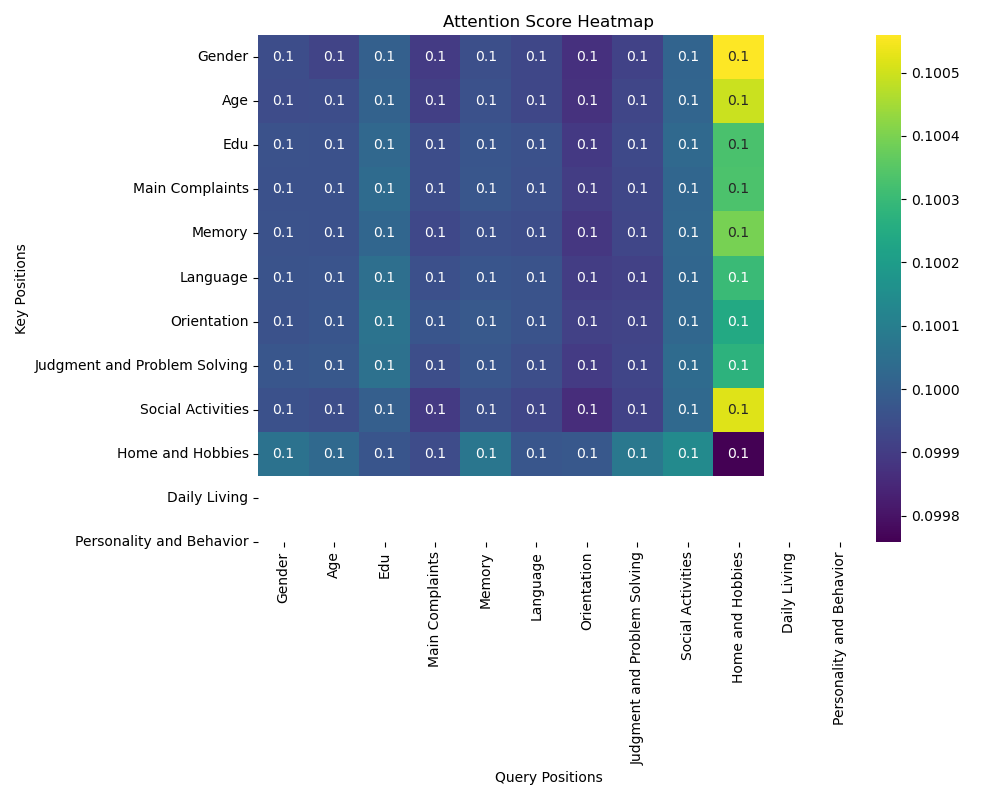 Attention Score Heatmap
Key Positions
Gender 0.1 0.1 0.1 0.1 0.1 0.1 0.1 0.1 0.1 0.1
Age 0.1 0.1 0.1 0.1 0.1 0.1 0.1 0.1 0.1 0.1
Edu 0.1 0.1 0.1 0.1 0.1 0.1 0.1 0.1 0.1 0.1
Main Complaints 0.1 0.1 0.1 0.1 0.1 0.1 0.1 0.1 0.1 0.1
Memory 0.1 0.1 0.1 0.1 0.1 0.1 0.1 0.1 0.1 0.1
Language 0.1 0.1 0.1 0.1 0.1 0.1 0.1 0.1 0.1 0.1
Orientation 0.1 0.1 0.1 0.1 0.1 0.1 0.1 0.1 0.1 0.1
Judgment and Problem Solving 0.1 0.1 0.1 0.1 0.1 0.1 0.1 0.1 0.1 0.1
Social Activities 0.1 0.1 0.1 0.1 0.1 0.1 0.1 0.1 0.1 0.1
Home and Hobbies 0.1 0.1 0.1 0.1 0.1 0.1 0.1 0.1 0.1 0.1
Daily Living
Personality and Behavior
Gender
Age
Edu
Main Complaints
Memory
Language
Orientation
Judgment and Problem Solving
Social Activities
Home and Hobbies
Daily Living
Personality and Behavior
Query Positions
0.1005
0.1004
0.1003
0.1002
0.1001
0.1000
0.0999
0.0998